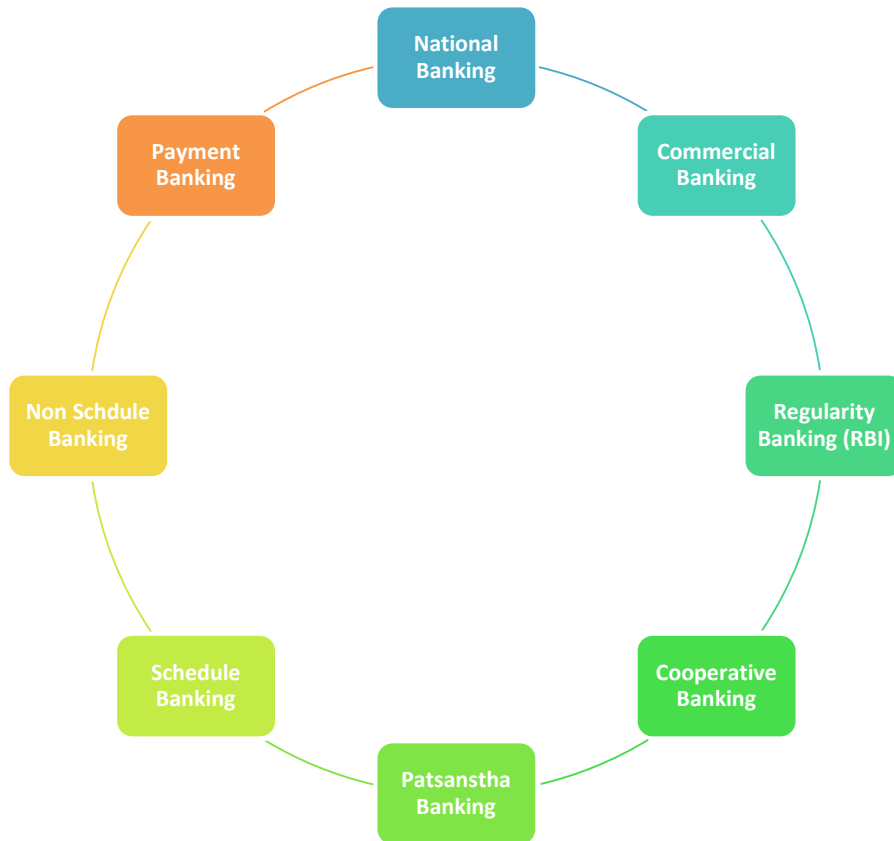 National
Banking
Commercial
Banking
Regularity
Banking (RBI)
Cooperative
Banking
Patsanstha
Banking
Schedule
Banking
Non Schdule
Banking
Payment
Banking